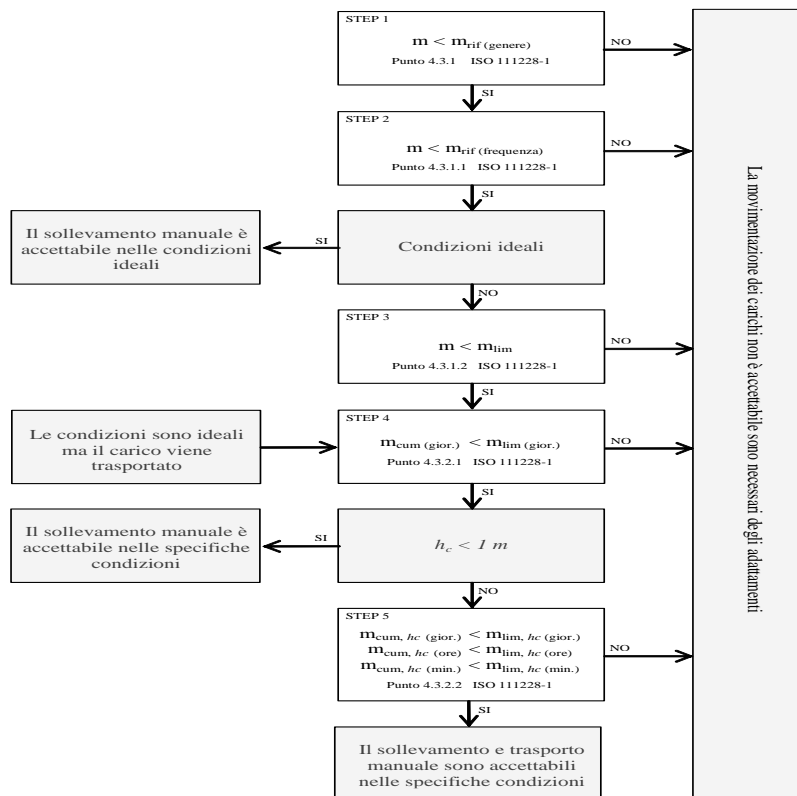 STEP 1
m < mrif (genere)
Punto 4.3.1 ISO 111228-1
NO
SI
STEP 2
m < mrif (frequenza)
Punto 4.3.1.1 ISO 111228-1
NO
SI
Il sollevamento manuale è
accettabile nelle condizioni
ideali
SI
Condizioni ideali
NO
STEP 3
m < mlim
Punto 4.3.1.2 ISO 111228-1
NO
SI
Le condizioni sono ideali
ma il carico viene
trasportato
STEP 4
mcum (gior.) < mlim (gior.)
Punto 4.3.2.1 ISO 111228-1
NO
SI
Il sollevamento manuale è
accettabile nelle specifiche
condizioni
SI
hc < 1 m
NO
STEP 5
mcum, hc (gior.) < mlim, hc (gior.)
mcum, hc (ore) < mlim, hc (ore)
mcum, hc (min.) < mlim, hc (min.)
Punto 4.3.2.2 ISO 111228-1
NO
SI
Il sollevamento e trasporto
manuale sono accettabili
nelle specifiche condizioni
La movimentazione dei carichi non è accettabile sono necessari degli adattamenti